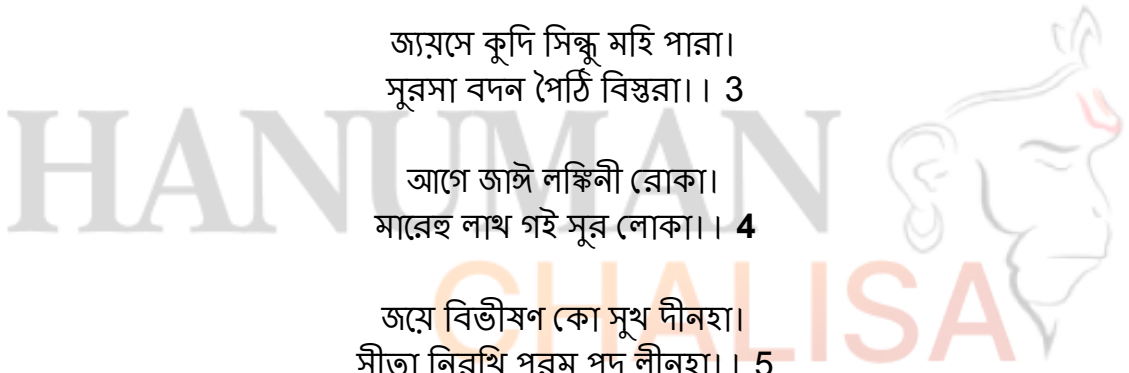 জ্যয়সে কুদি সিন্ধু মহি পারা।
সুরসা বদন পৈঠি বিস্তরা।। 3
আগে জাঈ লঙ্কিনী রোকা।
মারেহু লাথ গই সুর লোকা।। 4
জয়ে বিভীষণ কো সুখ দীনহা।
সীতা নিরখি পরম পদ লীনহা।। 5
HANUMAN
CHALISA